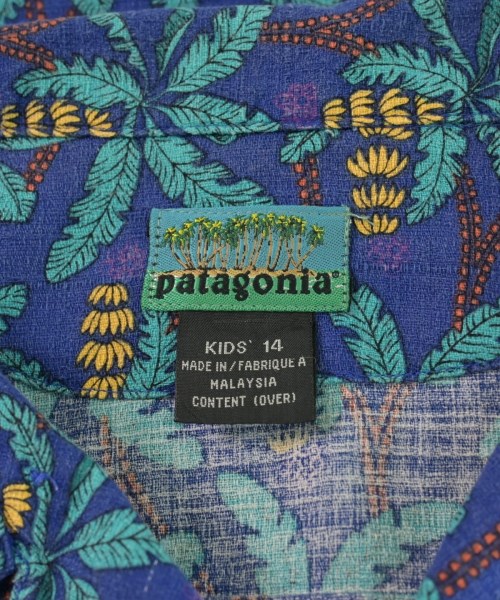 patagonia®
KIDS' 14
MADE IN/FABRIQUE A
MALAYSIA
CONTENT (OVER)